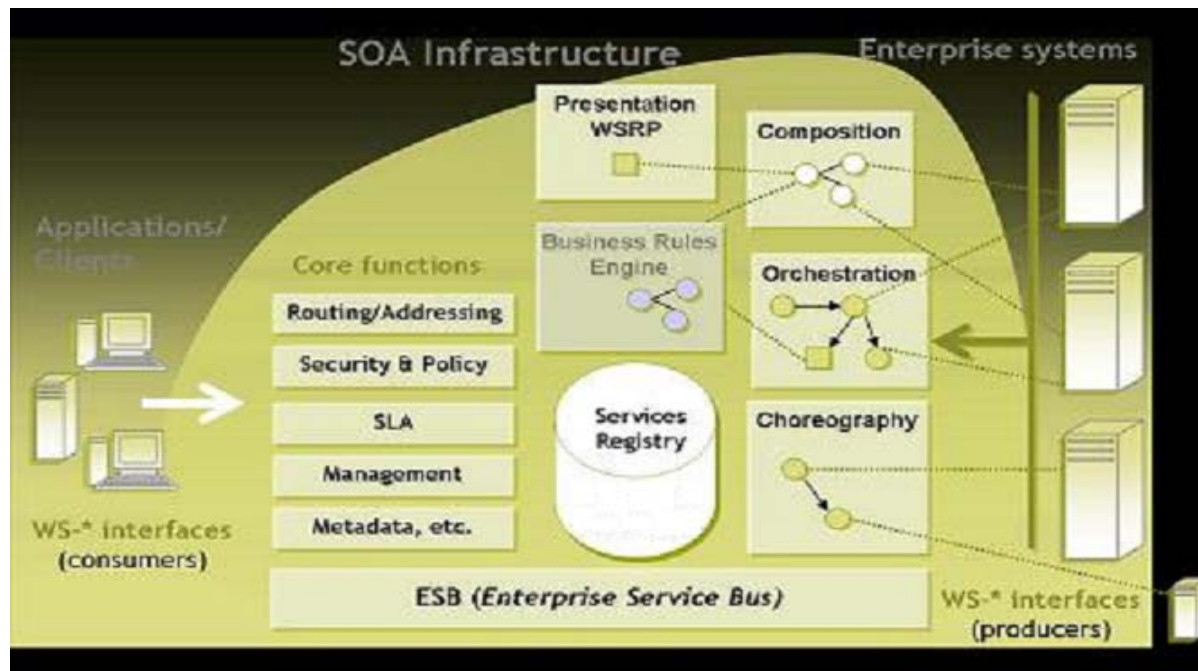 SOA Infrastructure
Enterprise systems
Presentation
WSRP
Composition
Applications/
Clients
Core functions
Business Rules
Engine
Orchestration
Routing/Addressing
Security & Policy
SLA
Management
Metadata, etc.
Services
Registry
Choreography
WS-* interfaces
(consumers)
ESB (Enterprise Service Bus)
WS-* interfaces
(producers)